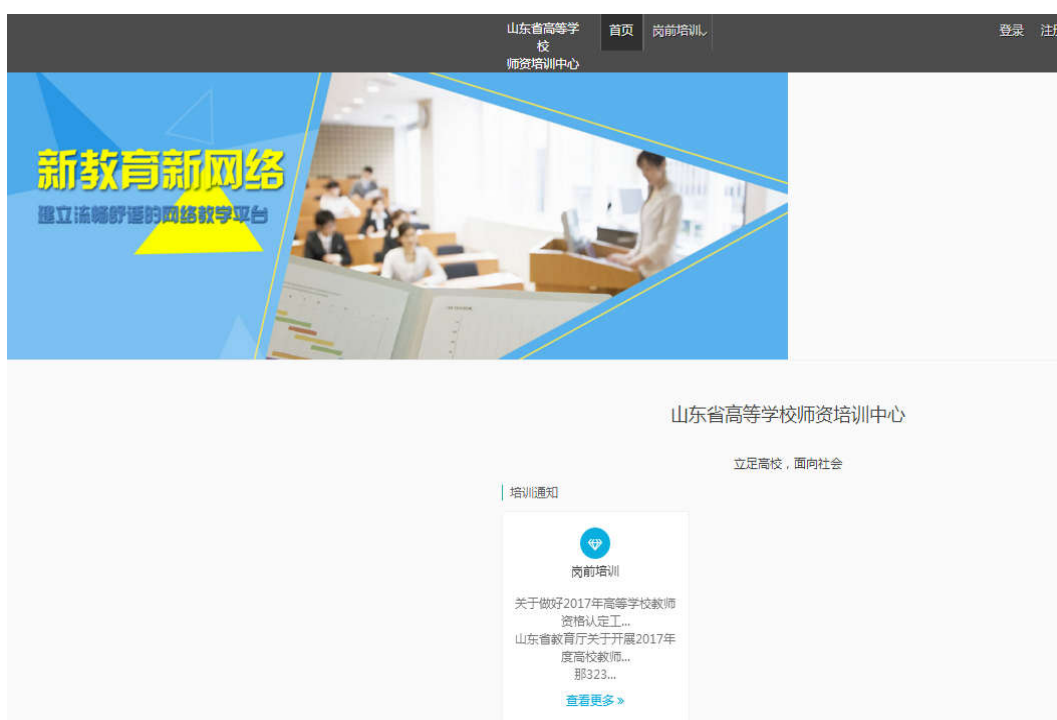 山东省高等学
校
师资培训中心
首页
岗前培训
登录
新教育新网络
建立流畅舒适的网络教学平台
山东省高等学校师资培训中心
立足高校，面向社会
培训通知
岗前培训
关于做好2017年高等学校教师
资格认定工...
山东省教育厅关于开展2017年
度高校教师...
那323...
查看更多 »